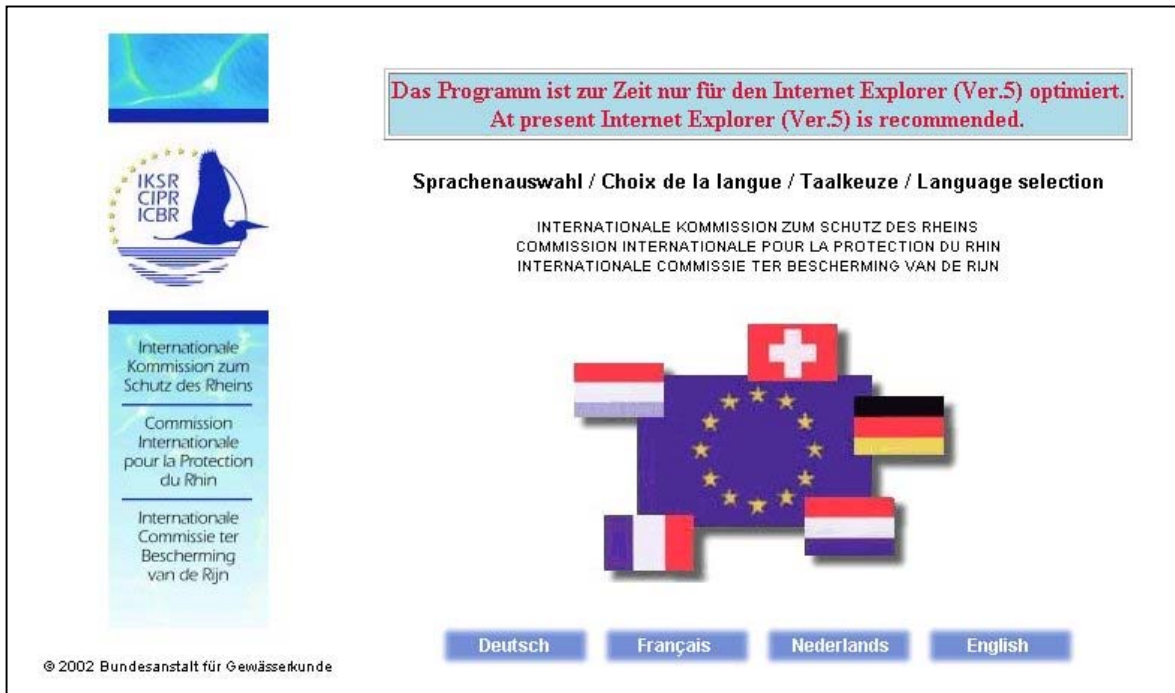 IKSR
CIPR
ICBR
Internationale
Kommission zum
Schutz des Rheins
Commission
Internationale
pour la Protection
du Rhin
Internationale
Commissie ter
Bescherming
van de Rijn
© 2002 Bundesanstalt für Gewässerkunde
Das Programm ist zur Zeit nur für den Internet Explorer (Ver.5) optimiert.
At present Internet Explorer (Ver.5) is recommended.
Sprachenauswahl / Choix de la langue / Taalkeuze / Language selection
INTERNATIONALE KOMMISSION ZUM SCHUTZ DES RHEINS
COMMISSION INTERNATIONALE POUR LA PROTECTION DU RHIN
INTERNATIONALE COMMISSIE TER BESCHERMING VAN DE RIJN
Deutsch
Français
Nederlands
English